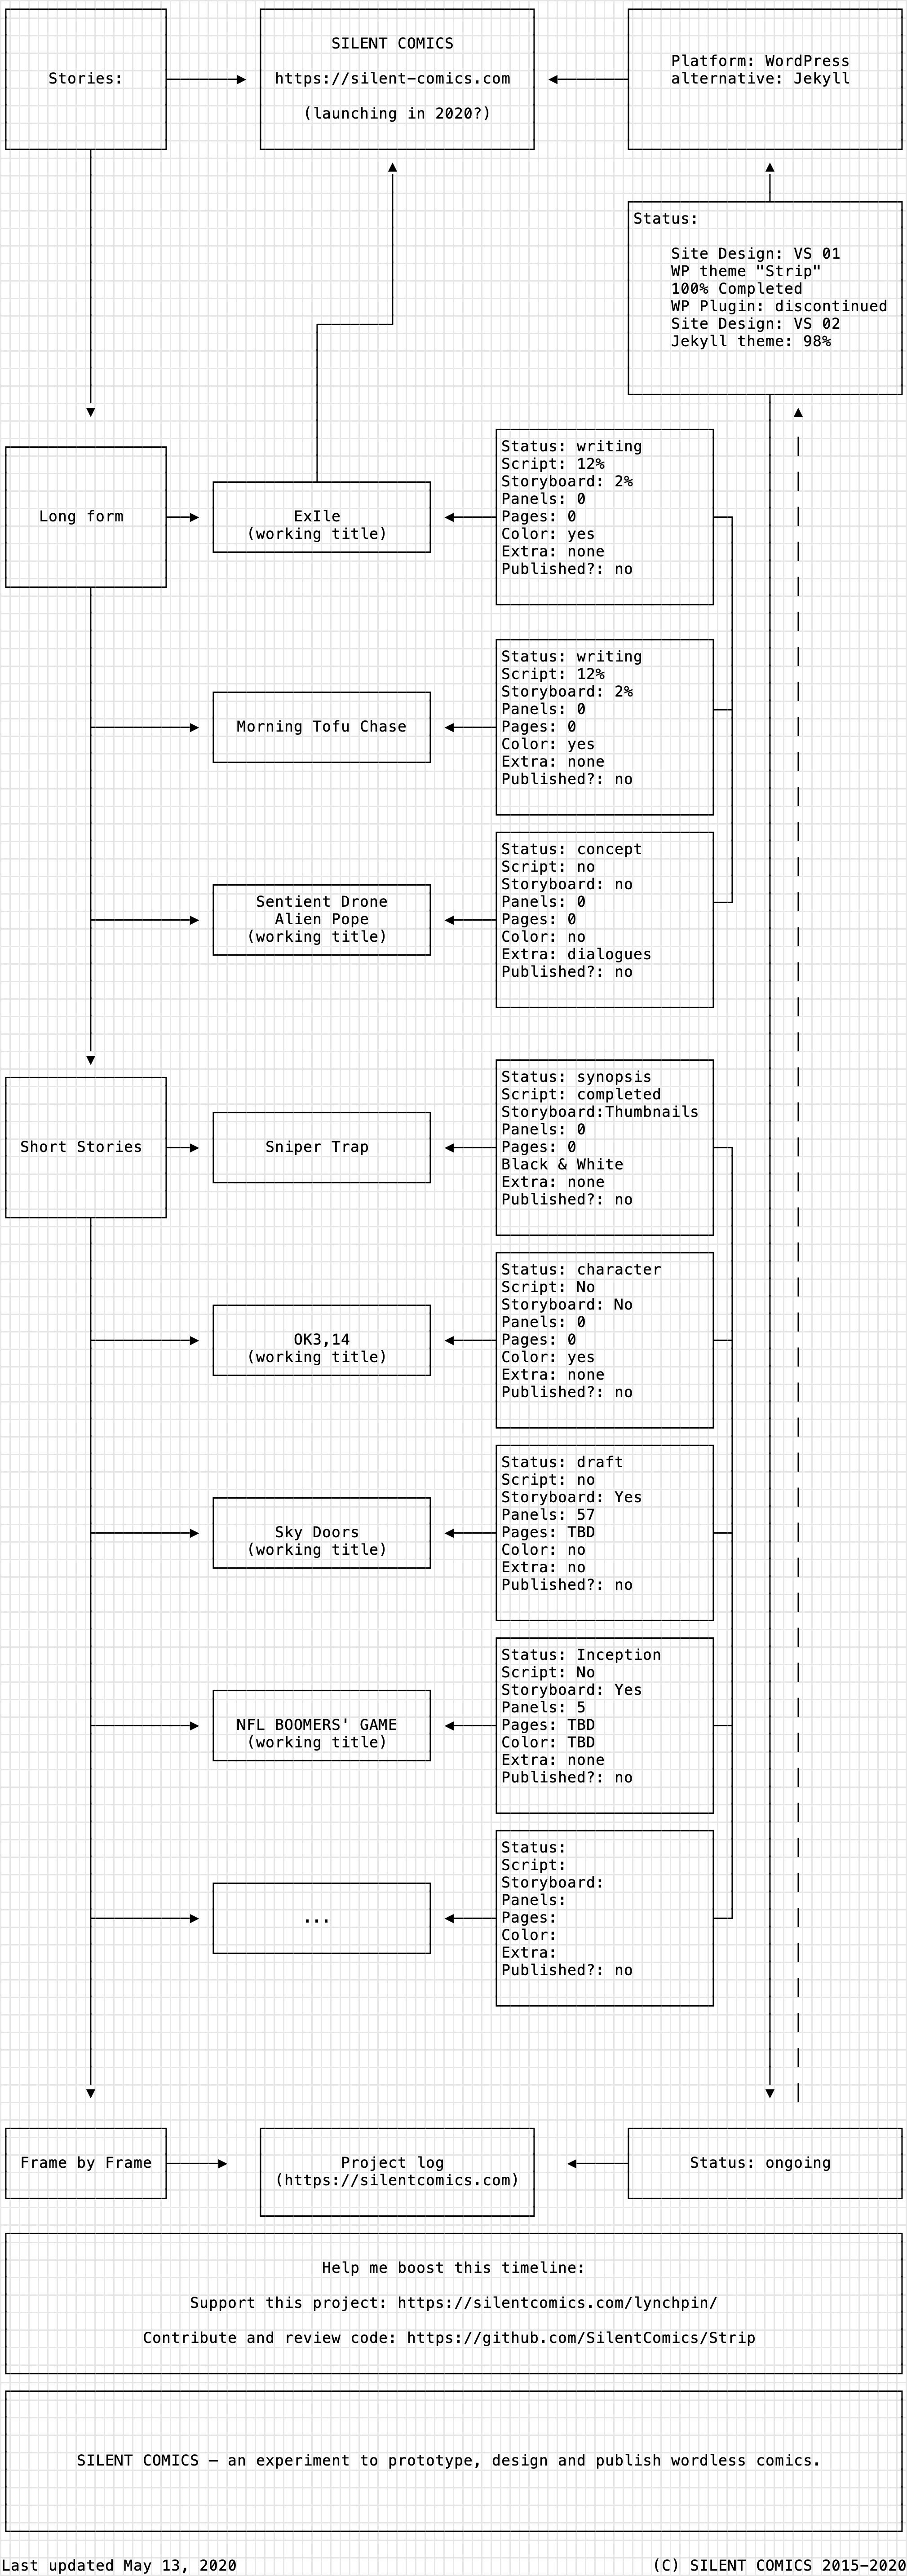 Stories:
SILENT COMICS
https://silent-comics.com
(launching in 2020?)
Platform: WordPress
alternative: Jekyll
Status:
Site Design: VS 01
WP theme "Strip"
100% Completed
WP Plugin: discontinued
Site Design: VS 02
Jekyll theme: 98%
Long form
ExIle
(working title)
Status: writing
Script: 12%
Storyboard: 2%
Panels: 0
Pages: 0
Color: yes
Extra: none
Published?: no
Morning Tofu Chase
Status: writing
Script: 12%
Storyboard: 2%
Panels: 0
Pages: 0
Color: yes
Extra: none
Published?: no
Sentient Drone
Alien Pope
(working title)
Status: concept
Script: no
Storyboard: no
Panels: 0
Pages: 0
Color: no
Extra: dialogues
Published?: no
Short Stories
Sniper Trap
Status: synopsis
Script: completed
Storyboard:Thumbnails
Panels: 0
Pages: 0
Black & White
Extra: none
Published?: no
OK3,14
(working title)
Status: character
Script: No
Storyboard: No
Panels: 0
Pages: 0
Color: yes
Extra: none
Published?: no
Sky Doors
(working title)
Status: draft
Script: no
Storyboard: Yes
Panels: 57
Pages: TBD
Color: no
Extra: no
Published?: no
NFL BOOMERS' GAME
(working title)
Status: Inception
Script: No
Storyboard: Yes
Panels: 5
Pages: TBD
Color: TBD
Extra: none
Published?: no
...
Status:
Script:
Storyboard:
Panels:
Pages:
Color:
Extra:
Published?: no
Frame by Frame
Project log
(https://silentcomics.com)
Status: ongoing
Help me boost this timeline:
Support this project: https://silentcomics.com/lynchpin/
Contribute and review code: https://github.com/SilentComics/Strip
SILENT COMICS — an experiment to prototype, design and publish wordless comics.
Last updated May 13, 2020
(C) SILENT COMICS 2015—2020